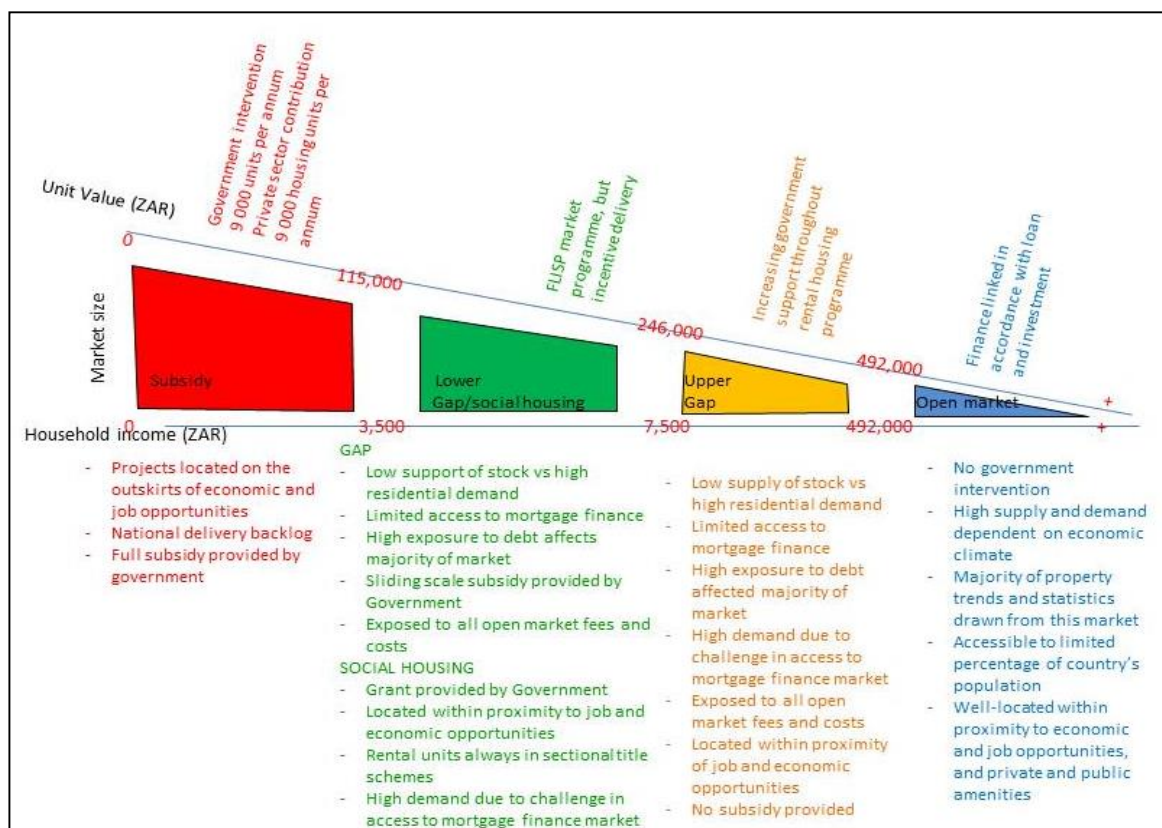 Government intervention
9 000 units per annum
Private sector contribution
9 000 housing units per
annum
FLISP market
programme, but
incentive delivery
Increasing government
support throughout
rental housing
programme
Finance linked in
accordance with loan
and investment
Unit Value (ZAR)
0
115,000
246,000
492,000
+
Market size
Subsidy
Lower
Gap/social housing
Upper
Gap
Open market
0
3,500
7,500
492,000
+
Household income (ZAR)
- Projects located on the
outskirts of economic and
job opportunities
- National delivery backlog
- Full subsidy provided by
government
GAP
- Low support of stock vs high
residential demand
- Limited access to mortgage finance
- High exposure to debt affects
majority of market
- Sliding scale subsidy provided by
Government
- Exposed to all open market fees and
costs
SOCIAL HOUSING
- Grant provided by Government
- Located within proximity to job and
economic opportunities
- Rental units always in sectional title
schemes
- High demand due to challenge in
access to mortgage finance market
- Low supply of stock vs
high residential demand
- Limited access to
mortgage finance
- High exposure to debt
affected majority of
market
- High demand due to
challenge in access to
mortgage finance market
- Exposed to all open
market fees and costs
- Located within proximity
of job and economic
opportunities
- No subsidy provided
- No government
intervention
- High supply and demand
dependent on economic
climate
- Majority of property
trends and statistics
drawn from this market
- Accessible to limited
percentage of country's
population
- Well-located within
proximity to economic
and job opportunities,
and private and public
amenities